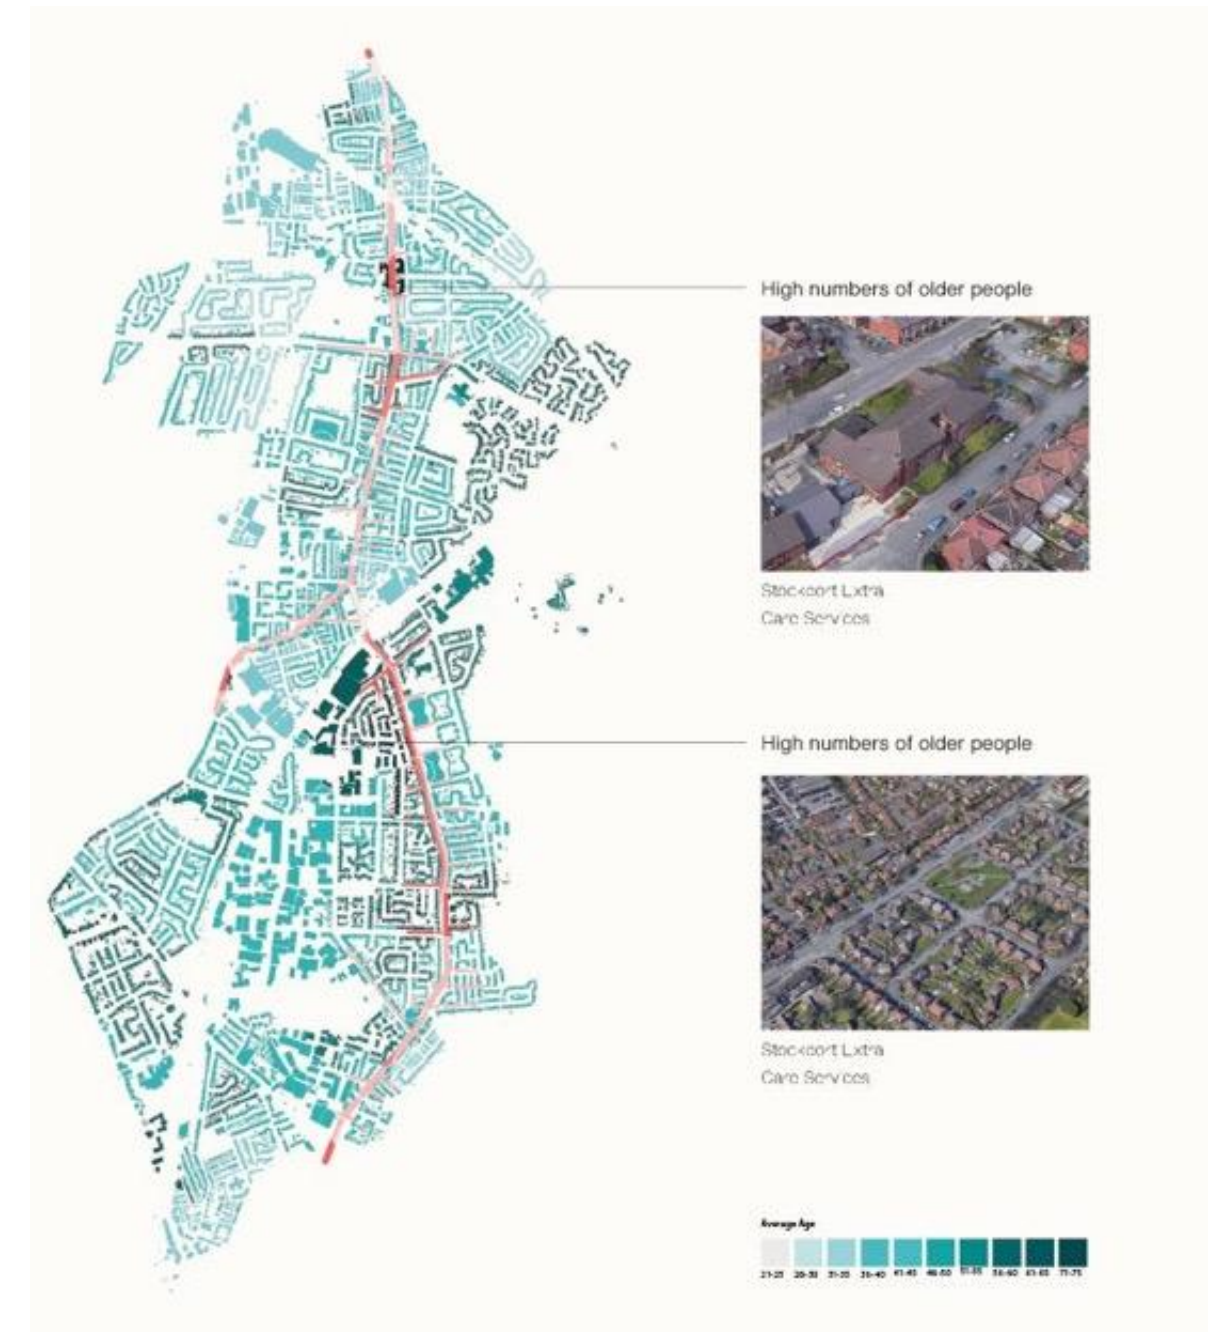 High numbers of older people
Stockport Extra
Care Services
High numbers of older people
Stockport Extra
Care Services
Average Age
21-25 26-30 31-35 36-40 41-45 46-50 51-55 56-60 61-65 71-75